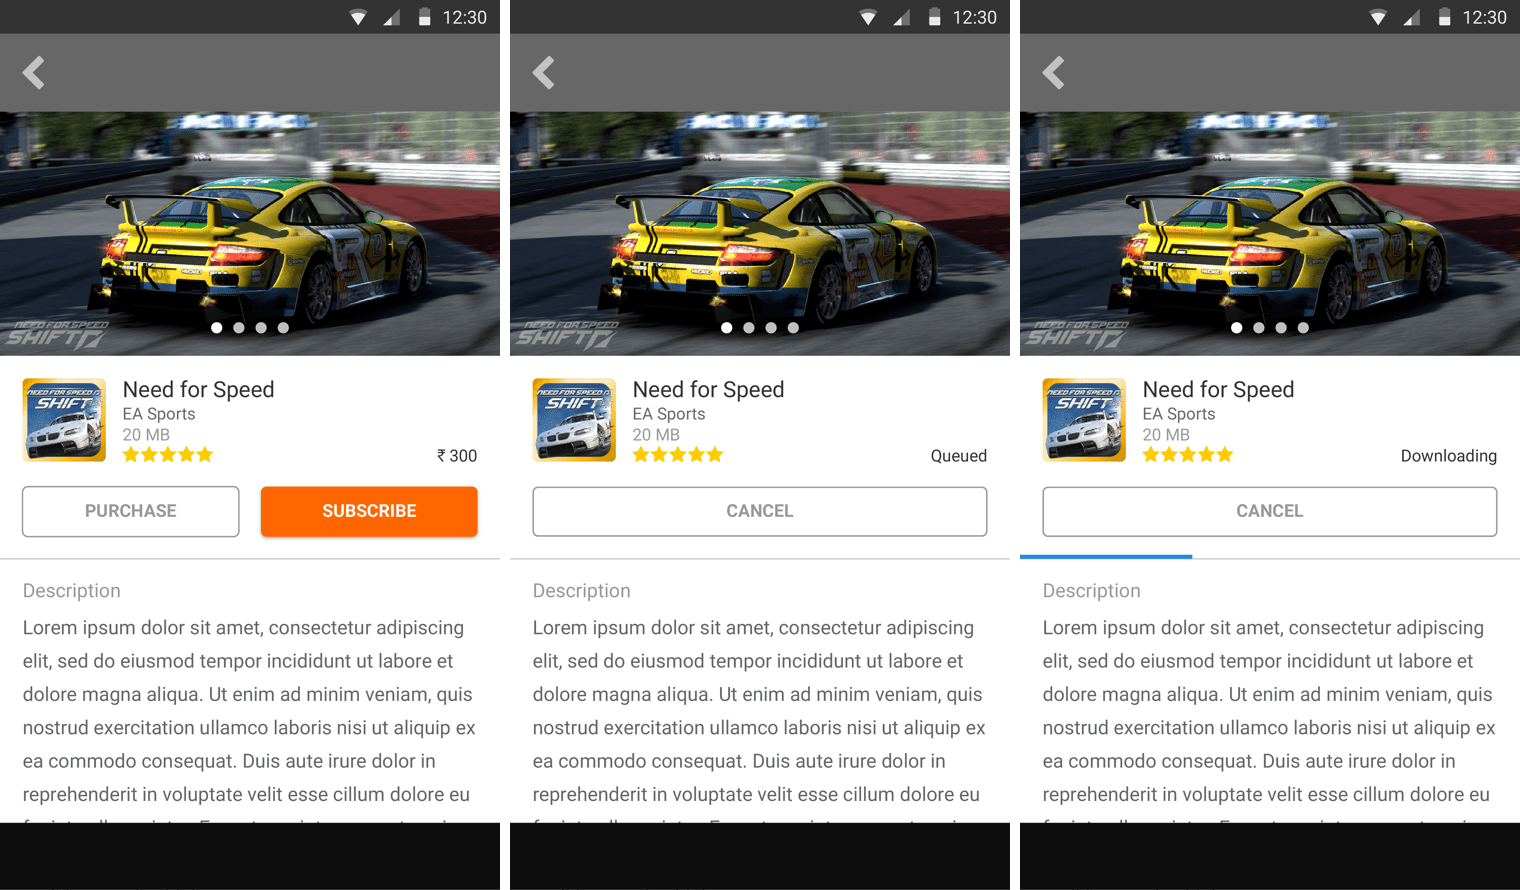 12:30
NEED FOR SPEED
SHIFT
Need for Speed
EA Sports
20 MB
₹ 300
PURCHASE
SUBSCRIBE
Description
Lorem ipsum dolor sit amet, consectetur adipiscing
elit, sed do eiusmod tempor incididunt ut labore et
dolore magna aliqua. Ut enim ad minim veniam, quis
nostrud exercitation ullamco laboris nisi ut aliquip ex
ea commodo consequat. Duis aute irure dolor in
reprehenderit in voluptate velit esse cillum dolore eu
12:30
NEED FOR SPEED
SHIFT
NEED FOR SPEED
SHIFT
Need for Speed
EA Sports
20 MB
Queued
CANCEL
Description
Lorem ipsum dolor sit amet, consectetur adipiscing
elit, sed do eiusmod tempor incididunt ut labore et
dolore magna aliqua. Ut enim ad minim veniam, quis
nostrud exercitation ullamco laboris nisi ut aliquip ex
ea commodo consequat. Duis aute irure dolor in
reprehenderit in voluptate velit esse cillum dolore eu
12:30
NEED FOR SPEED
SHIFT
NEED FOR SPEED
SHIFT
Need for Speed
EA Sports
20 MB
Downloading
CANCEL
Description
Lorem ipsum dolor sit amet, consectetur adipiscing
elit, sed do eiusmod tempor incididunt ut labore et
dolore magna aliqua. Ut enim ad minim veniam, quis
nostrud exercitation ullamco laboris nisi ut aliquip ex
ea commodo consequat. Duis aute irure dolor in
reprehenderit in voluptate velit esse cillum dolore eu